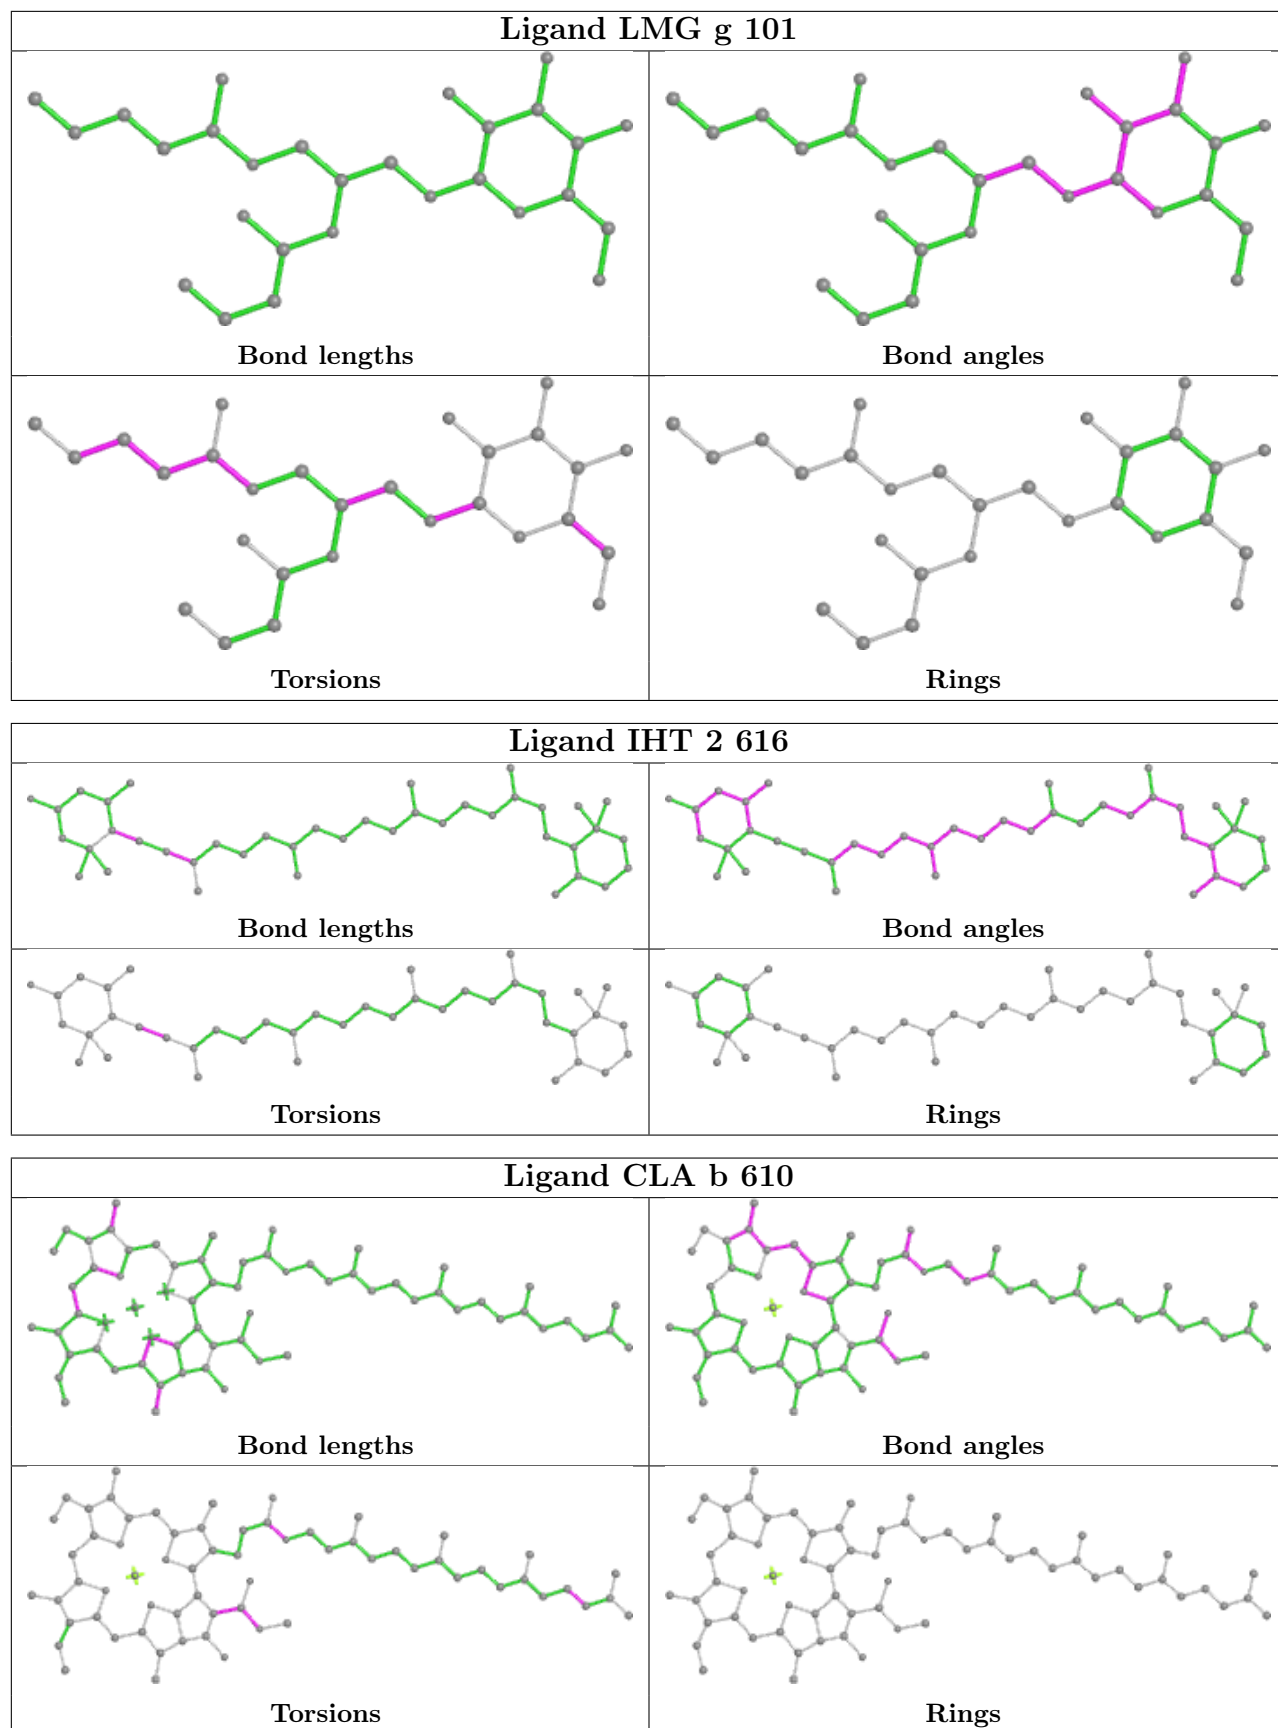 Ligand LMG g 101
Bond lengths
Bond angles
Torsions
Rings
Ligand IHT 2 616
Bond lengths
Bond angles
Torsions
Rings
Ligand CLA b 610
Bond lengths
Bond angles
Torsions
Rings